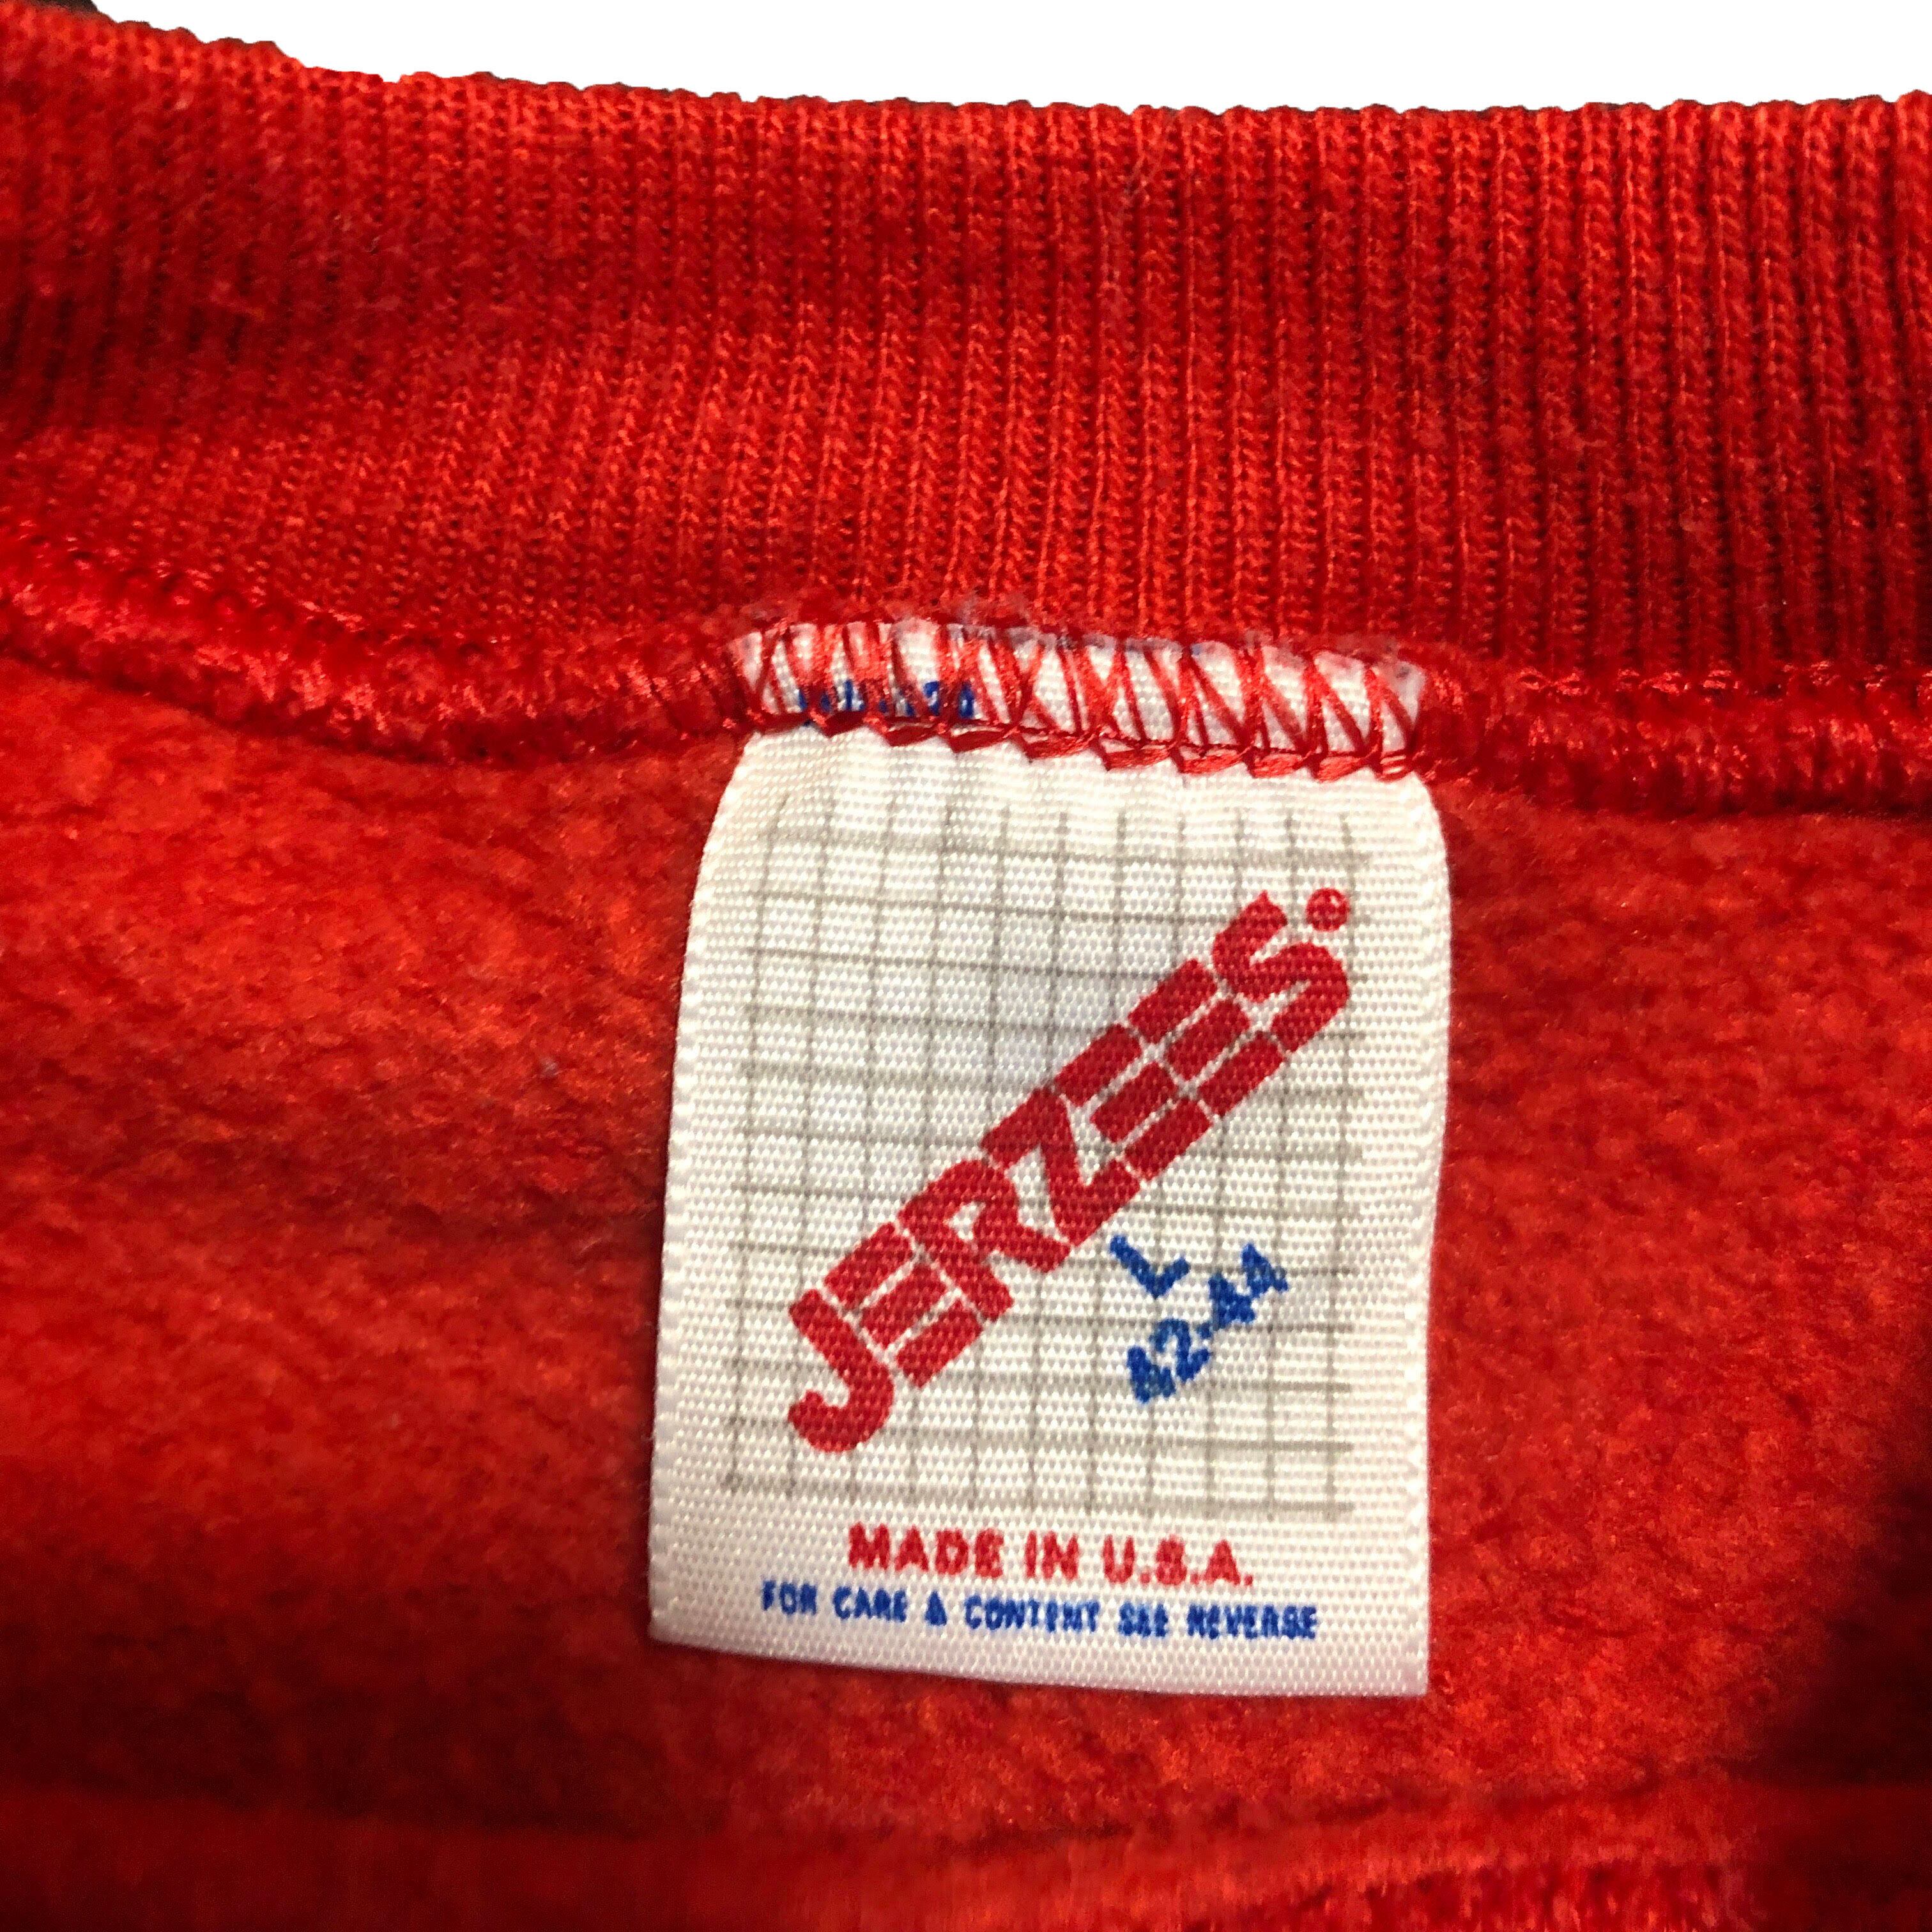 JERZEES®
L
42-44
MADE IN U.S.A.
FOR CARE & CONTENT SEE REVERSE